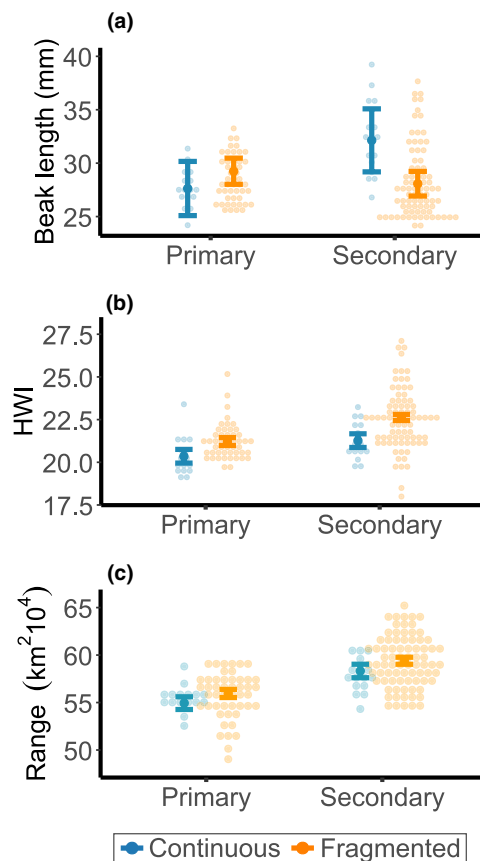 (a)
Beak length (mm)
40
35
30
25
Primary Secondary
(b)
HWI
27.5
25.0
22.5
20.0
17.5
Primary Secondary
(c)
Range (km²10⁴)
65
60
55
50
Primary Secondary
Continuous Fragmented